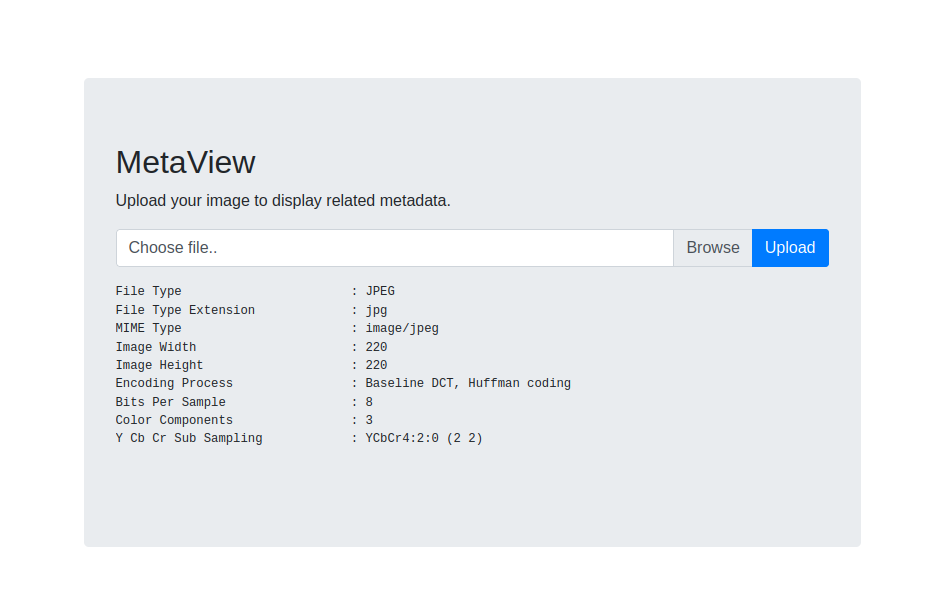 MetaView
Upload your image to display related metadata.
Choose file.. Browse Upload
File Type : JPEG
File Type Extension : jpg
MIME Type : image/jpeg
Image Width : 220
Image Height : 220
Encoding Process : Baseline DCT, Huffman coding
Bits Per Sample : 8
Color Components : 3
Y Cb Cr Sub Sampling : YCbCr4:2:0 (2 2)